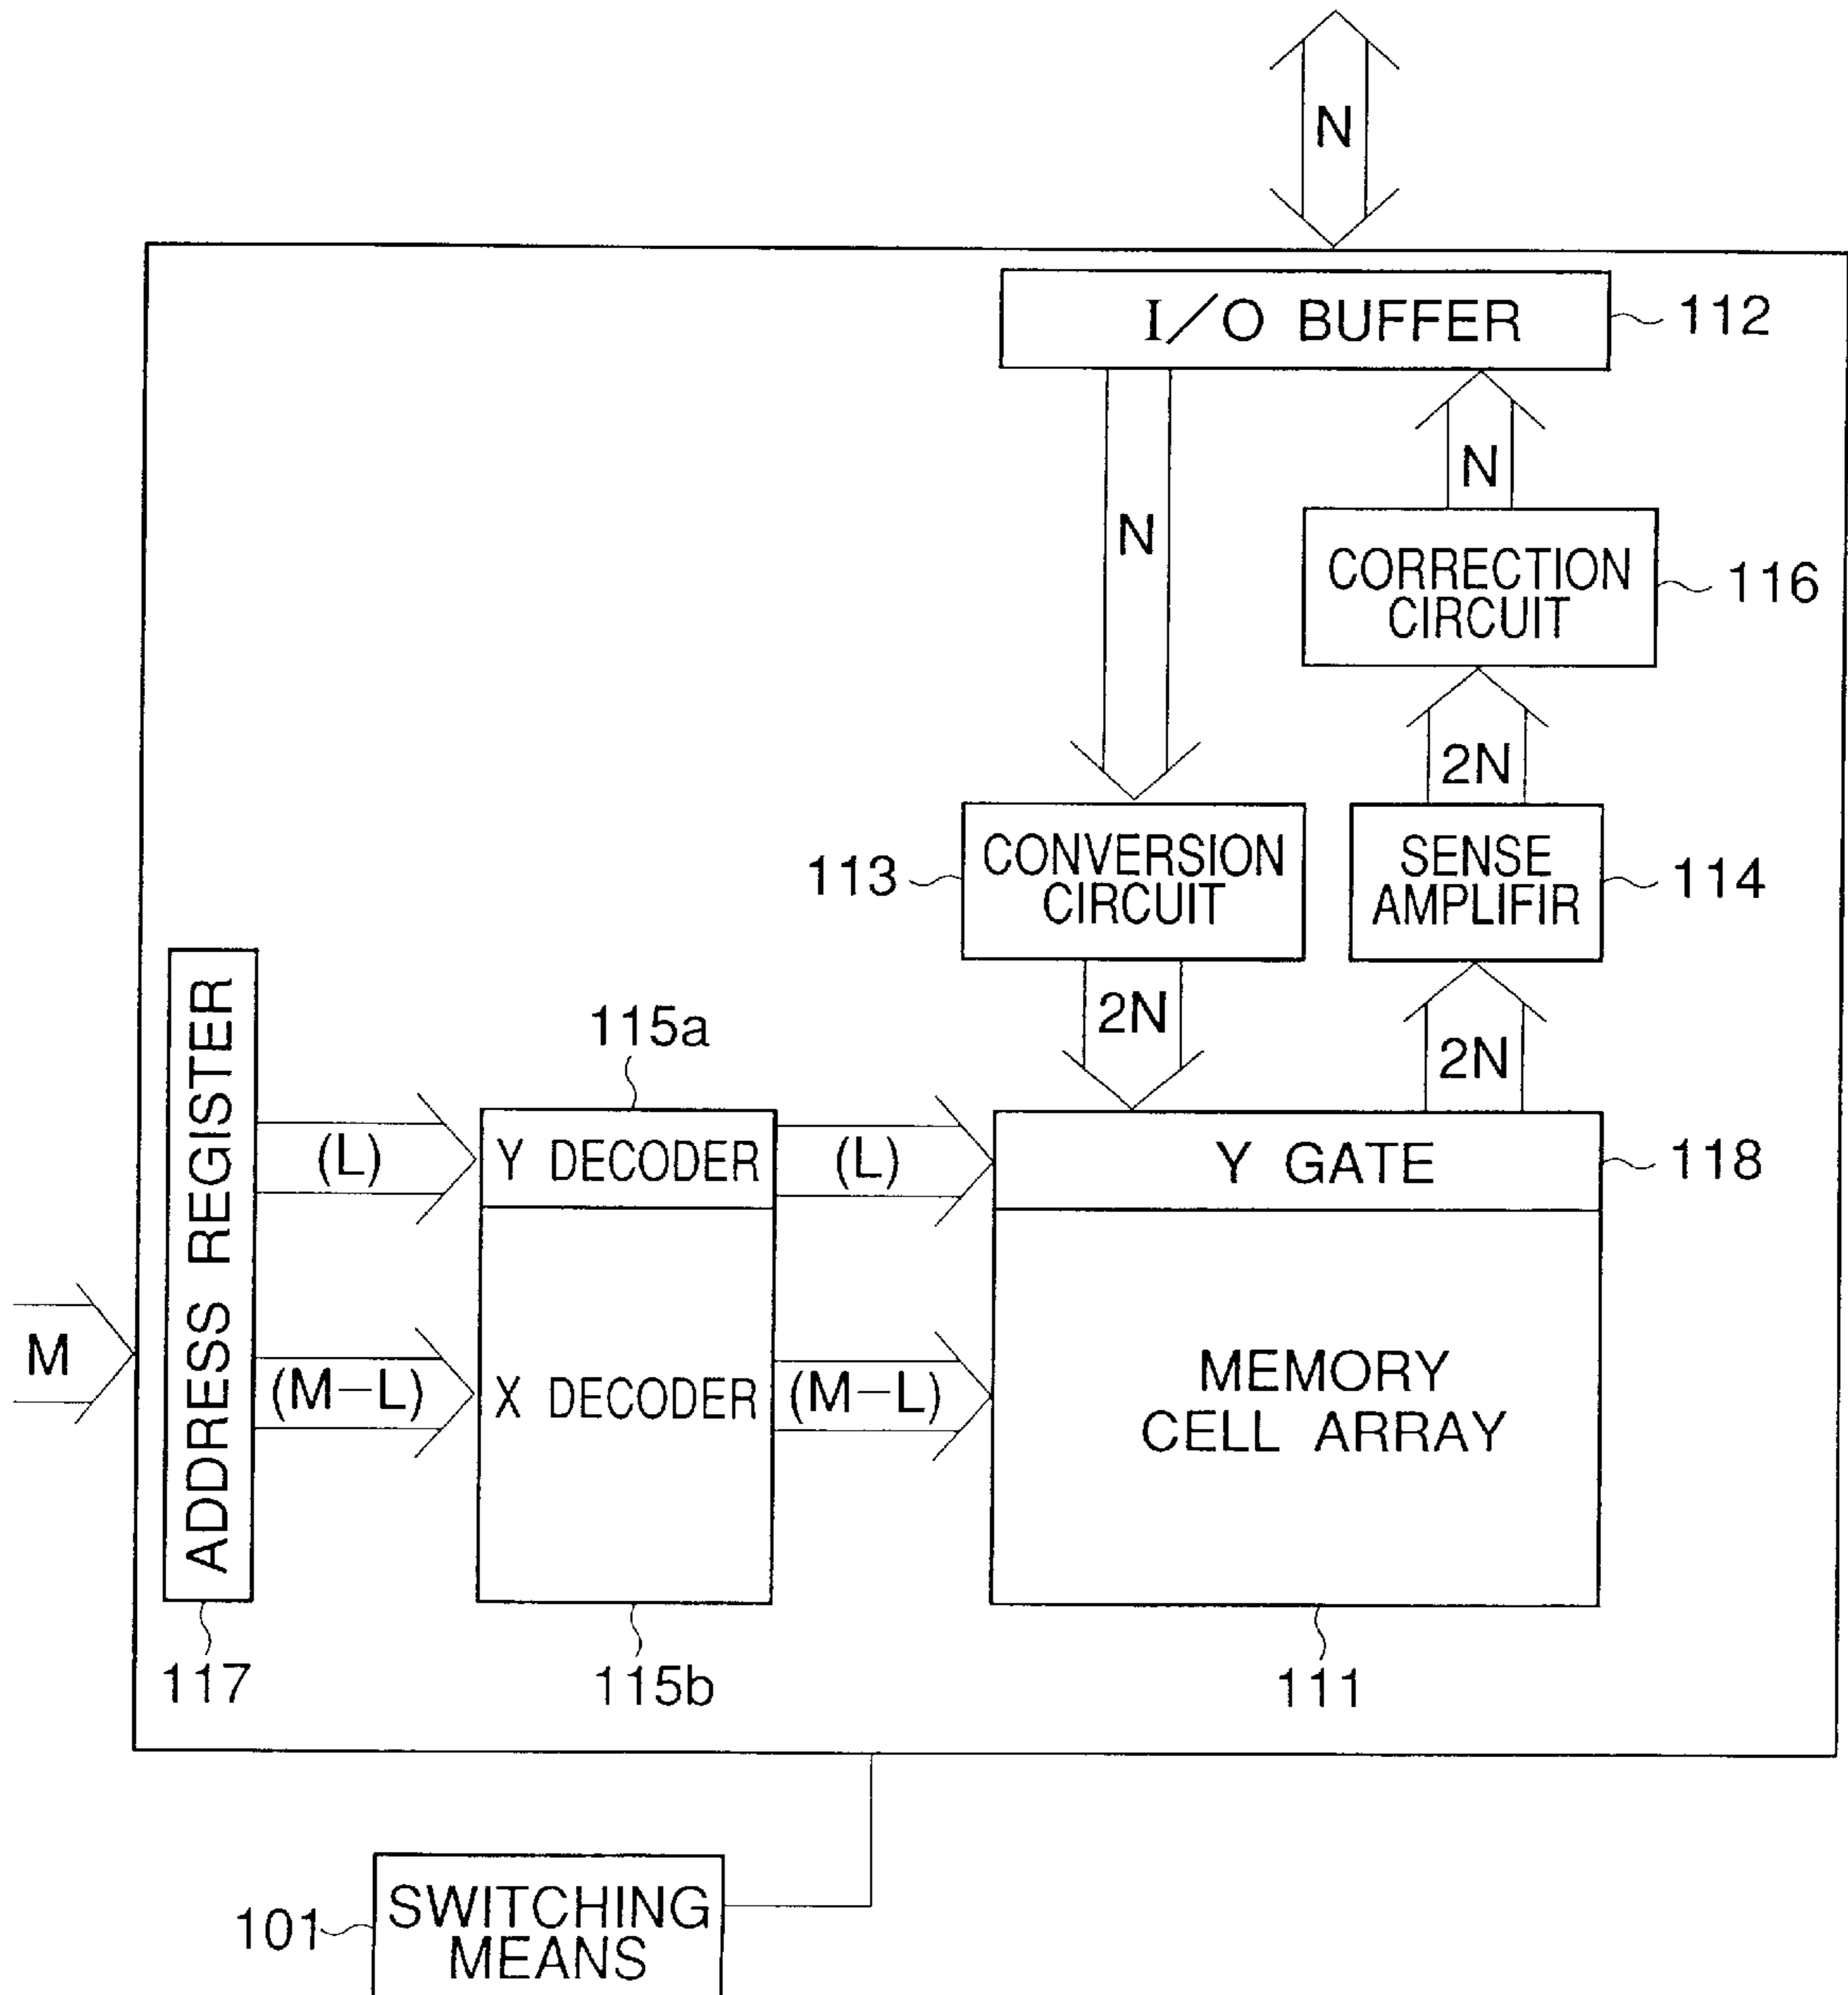 N
I/O BUFFER
112
N
N
CORRECTION
CIRCUIT
116
2N
113
CONVERSION
CIRCUIT
SENSE
AMPLIFIR
114
2N
2N
115a
ADDRESS REGISTER
(L)
Y DECODER
(L)
Y GATE
118
M
(M-L)
X DECODER
(M-L)
MEMORY
CELL ARRAY
117
115b
111
101
SWITCHING
MEANS